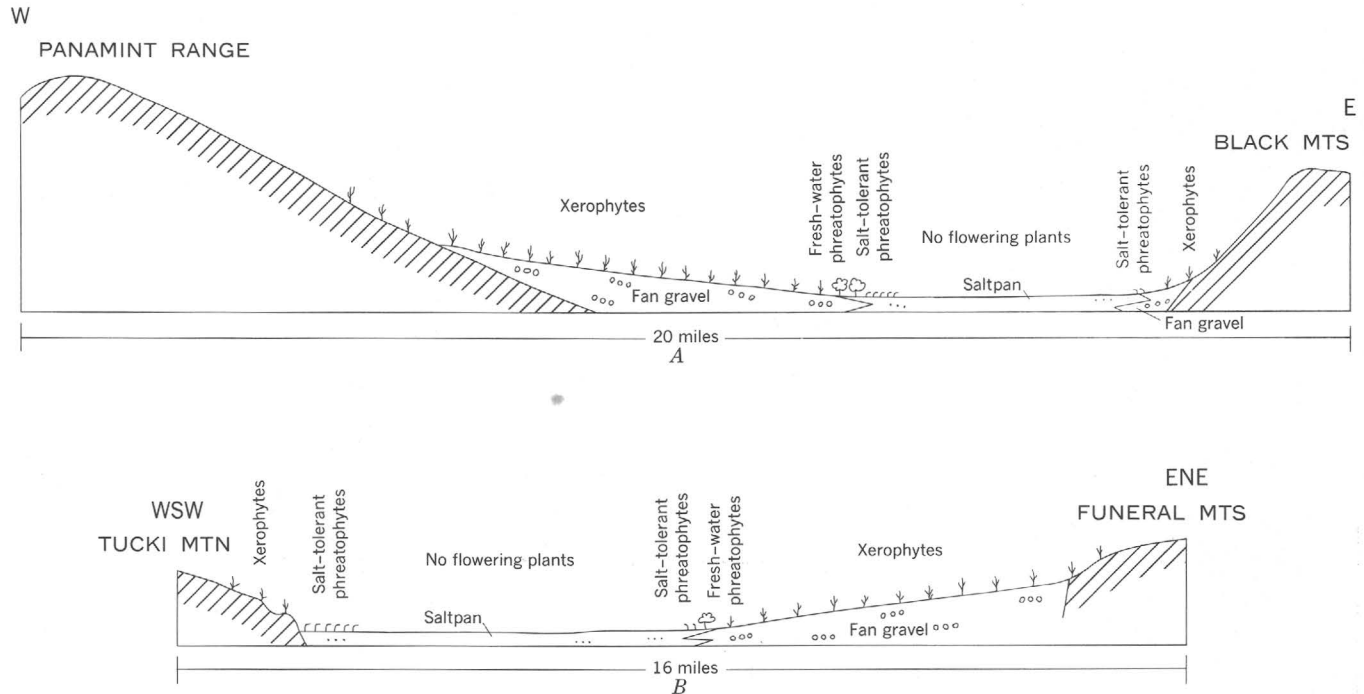 W
PANAMINT RANGE
E
BLACK MTS
Xerophytes
Fresh-water
phreatophytes
Salt-tolerant
phreatophytes
No flowering plants
Salt-tolerant
phreatophytes
Xerophytes
Saltpan
Fan gravel
Fan gravel
20 miles
A
WSW
TUCKI MTN
Xerophytes
Salt-tolerant
phreatophytes
No flowering plants
Salt-tolerant
phreatophytes
Fresh-water
phreatophytes
Xerophytes
ENE
FUNERAL MTS
Saltpan
Fan gravel
16 miles
B